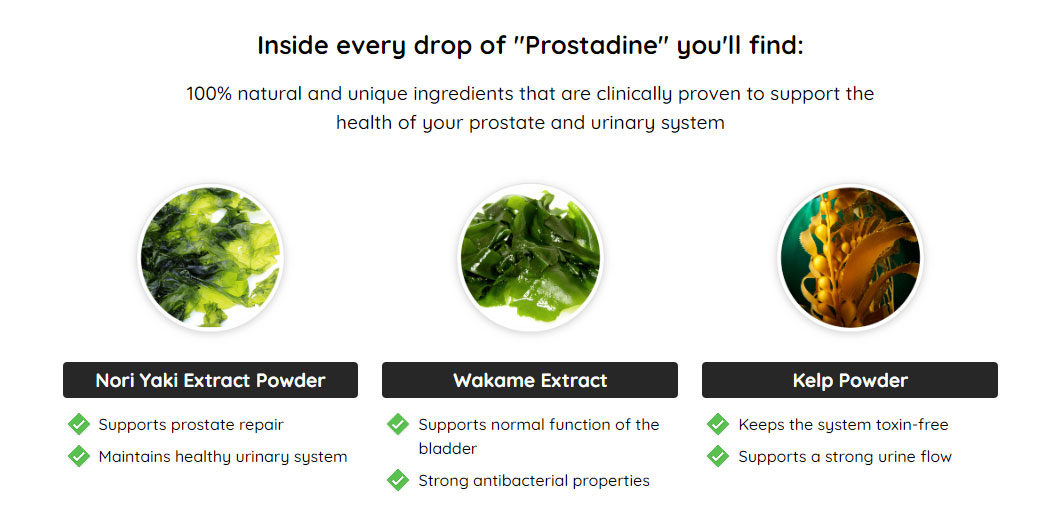 Inside every drop of "Prostadine" you'll find:
100% natural and unique ingredients that are clinically proven to support the
health of your prostate and urinary system
Nori Yaki Extract Powder
Supports prostate repair
Maintains healthy urinary system
Wakame Extract
Supports normal function of the
bladder
Strong antibacterial properties
Kelp Powder
Keeps the system toxin-free
Supports a strong urine flow